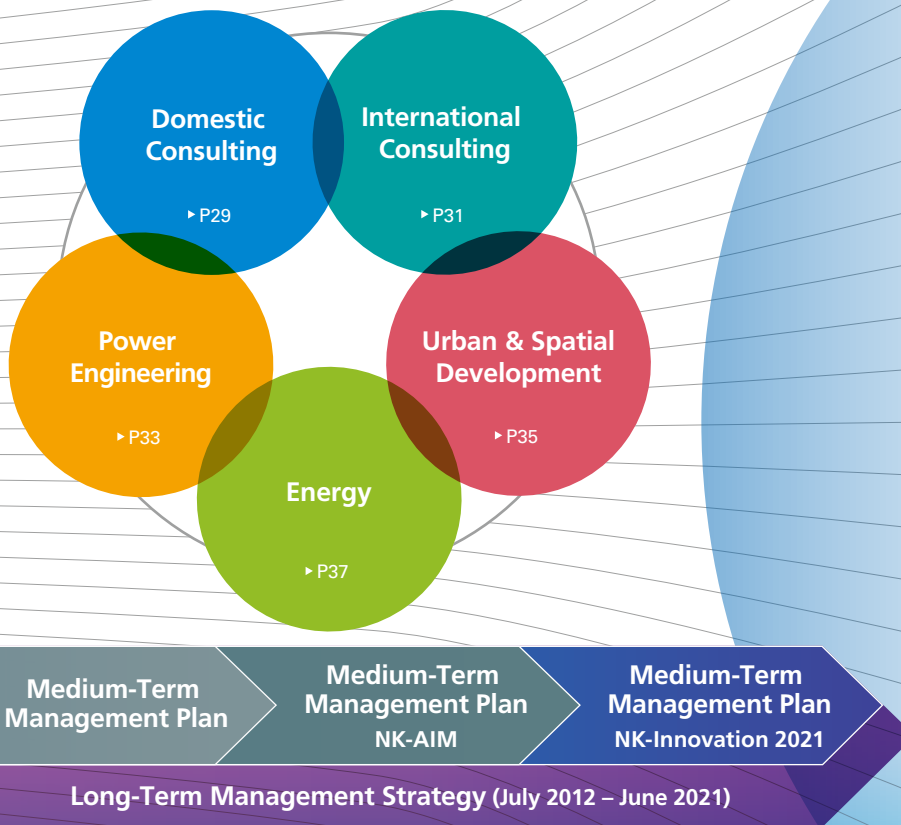 Domestic
Consulting
▶ P29
International
Consulting
▶ P31
Power
Engineering
▶ P33
Urban & Spatial
Development
▶ P35
Energy
▶ P37
Medium-Term
Management Plan
Medium-Term
Management Plan
NK-AIM
Medium-Term
Management Plan
NK-Innovation 2021
Long-Term Management Strategy (July 2012 – June 2021)